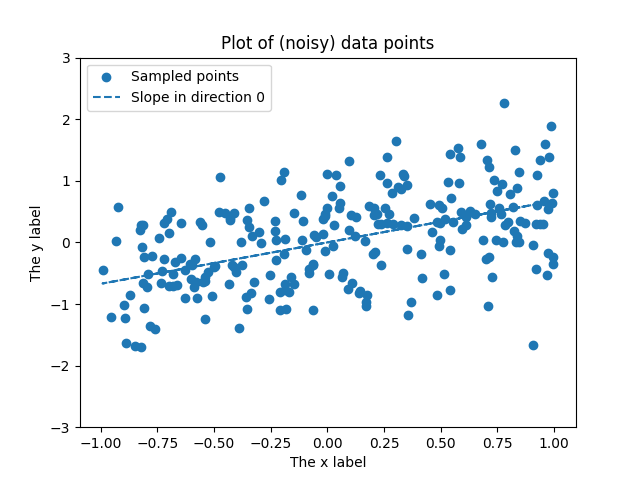 Plot of (noisy) data points
Sampled points
Slope in direction 0
3
2
1
0
−1
−2
−3
The y label
−1.00 −0.75 −0.50 −0.25 0.00 0.25 0.50 0.75 1.00
The x label